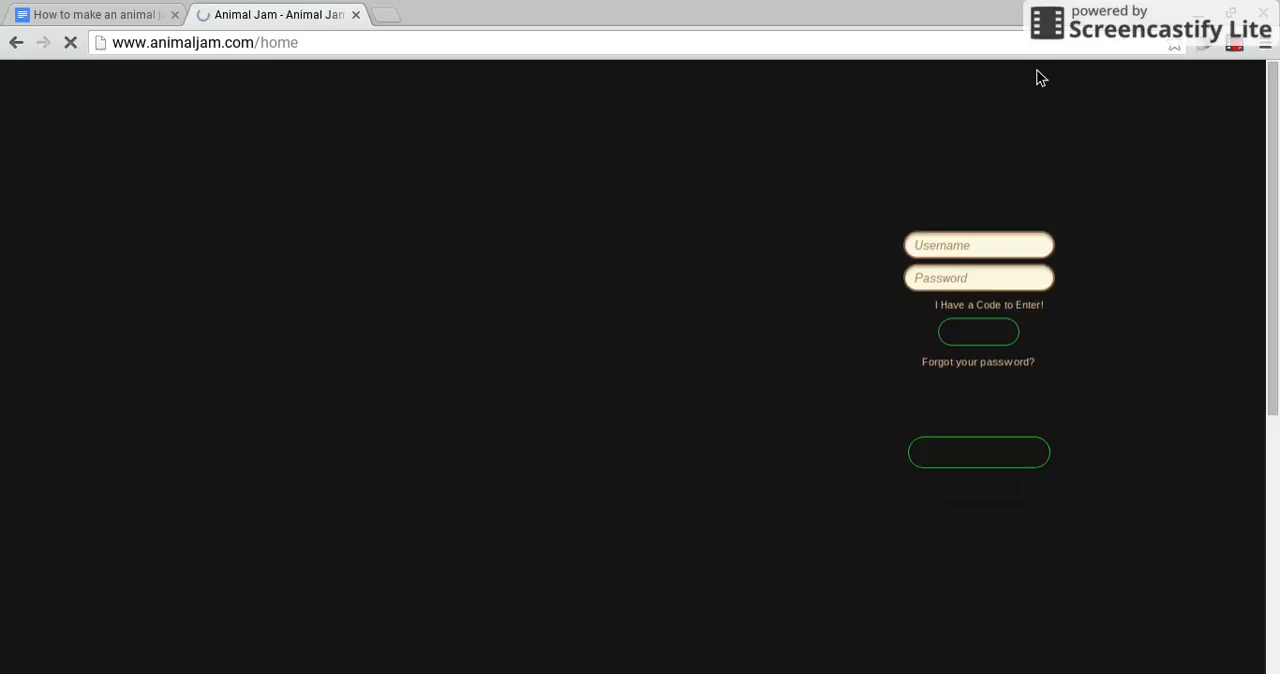 How to make an animal j
Animal Jam - Animal Jam
powered by
Screencastify Lite
www.animaljam.com/home
Username
Password
I Have a Code to Enter!
Forgot your password?